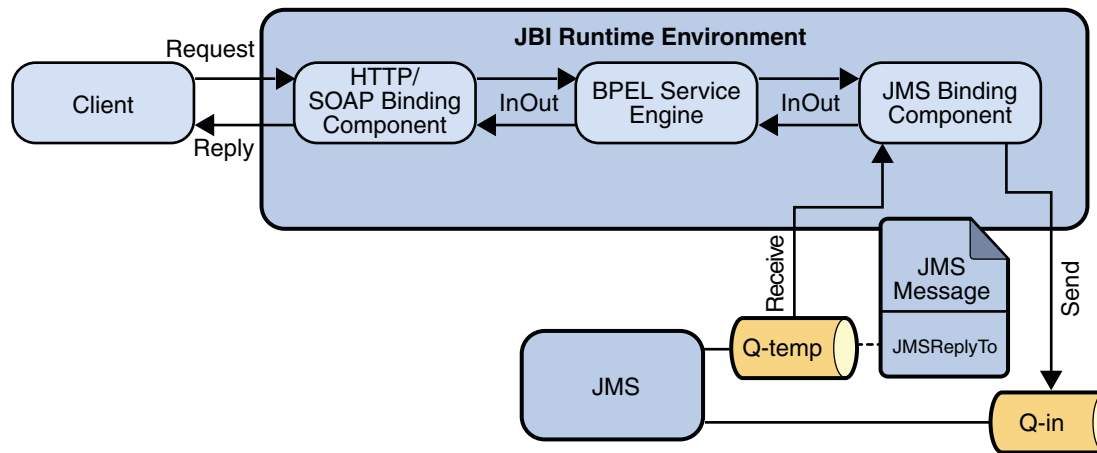 JBI Runtime Environment
Request
Client
Reply
HTTP/
SOAP Binding
Component
InOut
BPEL Service
Engine
InOut
JMS Binding
Component
Receive
JMS
Message
JMSReplyTo
Send
Q-temp
JMS
Q-in